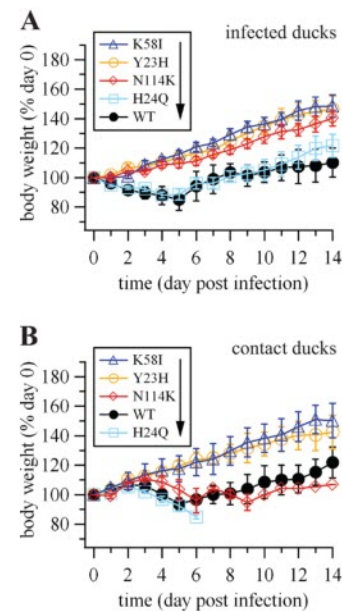 A
infected ducks
K58I
Y23H
N114K
H24Q
WT
body weight (% day 0)
180
160
140
120
100
80
0 2 4 6 8 10 12 14
time (day post infection)
B
contact ducks
K58I
Y23H
N114K
WT
H24Q
body weight (% day 0)
180
160
140
120
100
80
0 2 4 6 8 10 12 14
time (day post infection)